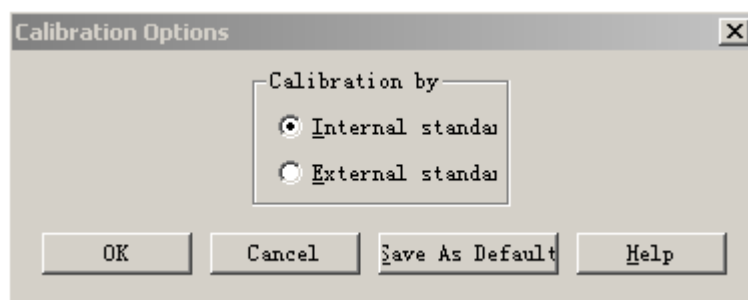 Calibration Options
Calibration by
Internal standa
External standa
OK Cancel Save As Default Help